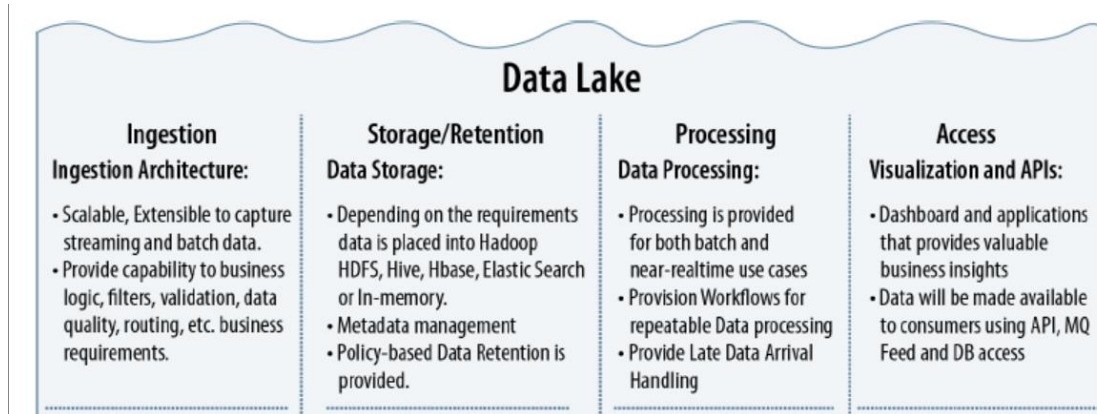 Data Lake
Ingestion
Ingestion Architecture:
• Scalable, Extensible to capture
streaming and batch data.
• Provide capability to business
logic, filters, validation, data
quality, routing, etc. business
requirements.
Storage/Retention
Data Storage:
• Depending on the requirements
data is placed into Hadoop
HDFS, Hive, Hbase, Elastic Search
or In-memory.
• Metadata management
• Policy-based Data Retention is
provided.
Processing
Data Processing:
• Processing is provided
for both batch and
near-realtime use cases
• Provision Workflows for
repeatable Data processing
• Provide Late Data Arrival
Handling
Access
Visualization and APIs:
• Dashboard and applications
that provides valuable
business insights
• Data will be made available
to consumers using API, MQ
Feed and DB access